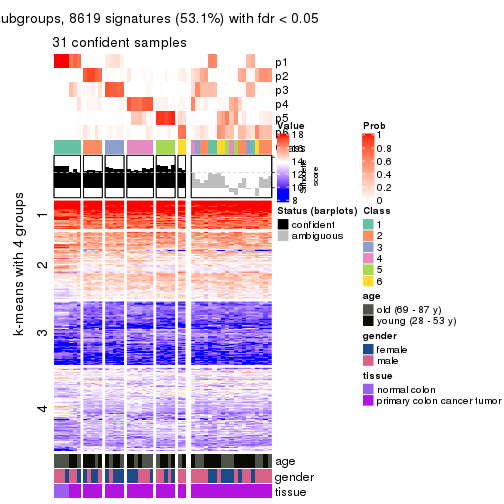 ubgroups, 8619 signatures (53.1%) with fdr < 0.05
31 confident samples
p1
p2
p3
p4
p5
Value
18
16
14
12
10
8
Prob
1
0.8
0.6
0.4
0.2
0
Status (barplots)
confident
ambiguous
Class
1
2
3
4
5
6
age
old (69 - 87 y)
young (28 - 53 y)
gender
female
male
tissue
normal colon
primary colon cancer tumor
k-means with 4 groups
1
2
3
4
score
age
gender
tissue